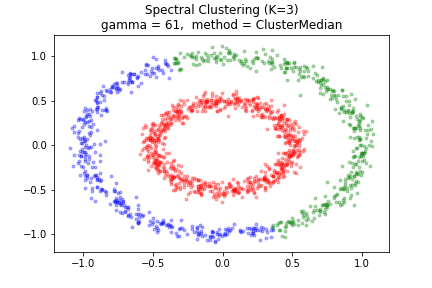 Spectral Clustering (K=3)
gamma = 61,  method = ClusterMedian
1.0
0.5
0.0
−0.5
−1.0
−1.0 −0.5 0.0 0.5 1.0